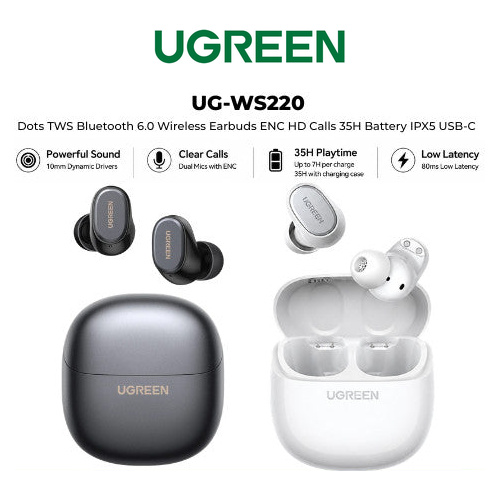 UGREEN
UG-WS220
Dots TWS Bluetooth 6.0 Wireless Earbuds ENC HD Calls 35H Battery IPX5 USB-C
Powerful Sound
10mm Dynamic Drivers
Clear Calls
Dual Mics with ENC
35H Playtime
Up to 7H per charge
35H with charging case
Low Latency
80ms Low Latency
UGREEN
UGREEN
UGREEN
UGREEN
UGREEN